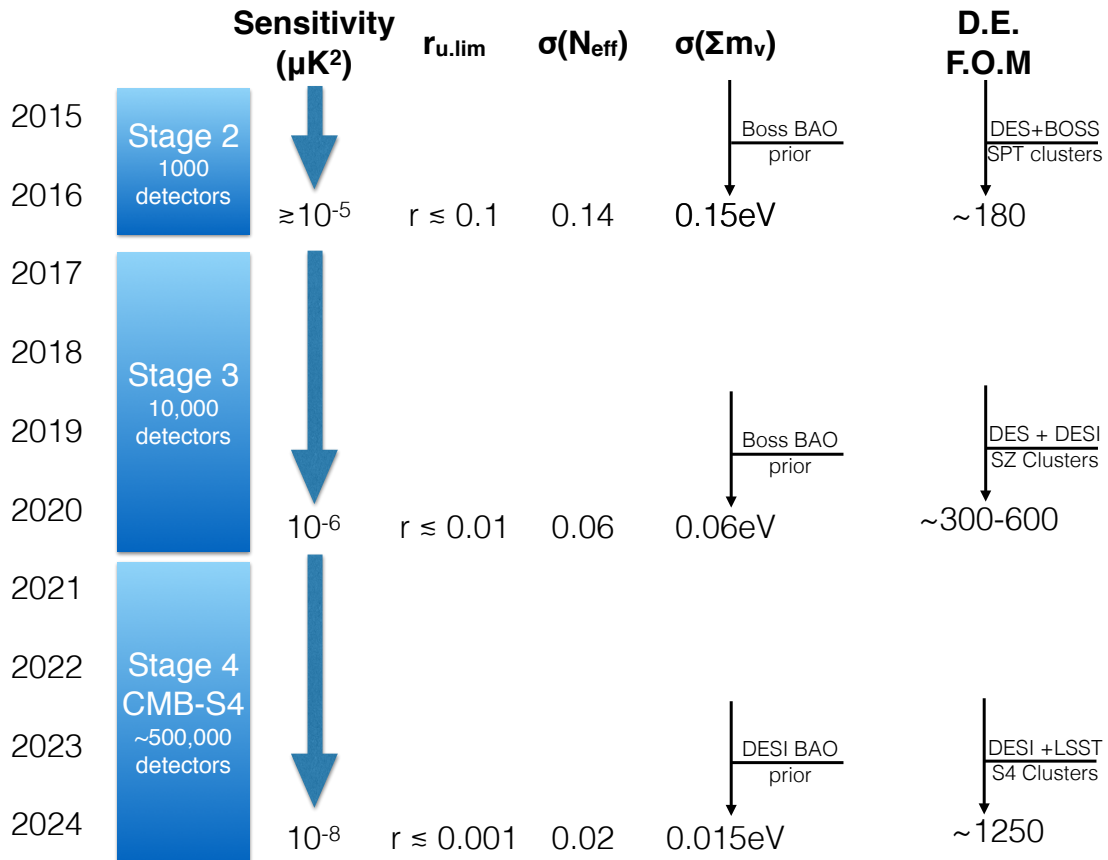 Sensitivity (μK²) r_u.lim σ(N_eff) σ(Σm_ν) D.E. F.O.M
2015
Stage 2
1000
detectors
Boss BAO
prior
DES+BOSS
SPT clusters
2016
≳10⁻⁵ r ≲ 0.1 0.14 0.15eV ~180
2017
2018
Stage 3
10,000
detectors
2019
Boss BAO
prior
DES + DESI
SZ Clusters
2020
10⁻⁶ r ≲ 0.01 0.06 0.06eV ~300-600
2021
2022
Stage 4
CMB-S4
~500,000
detectors
2023
DESI BAO
prior
DESI +LSST
S4 Clusters
2024
10⁻⁸ r ≲ 0.001 0.02 0.015eV ~1250